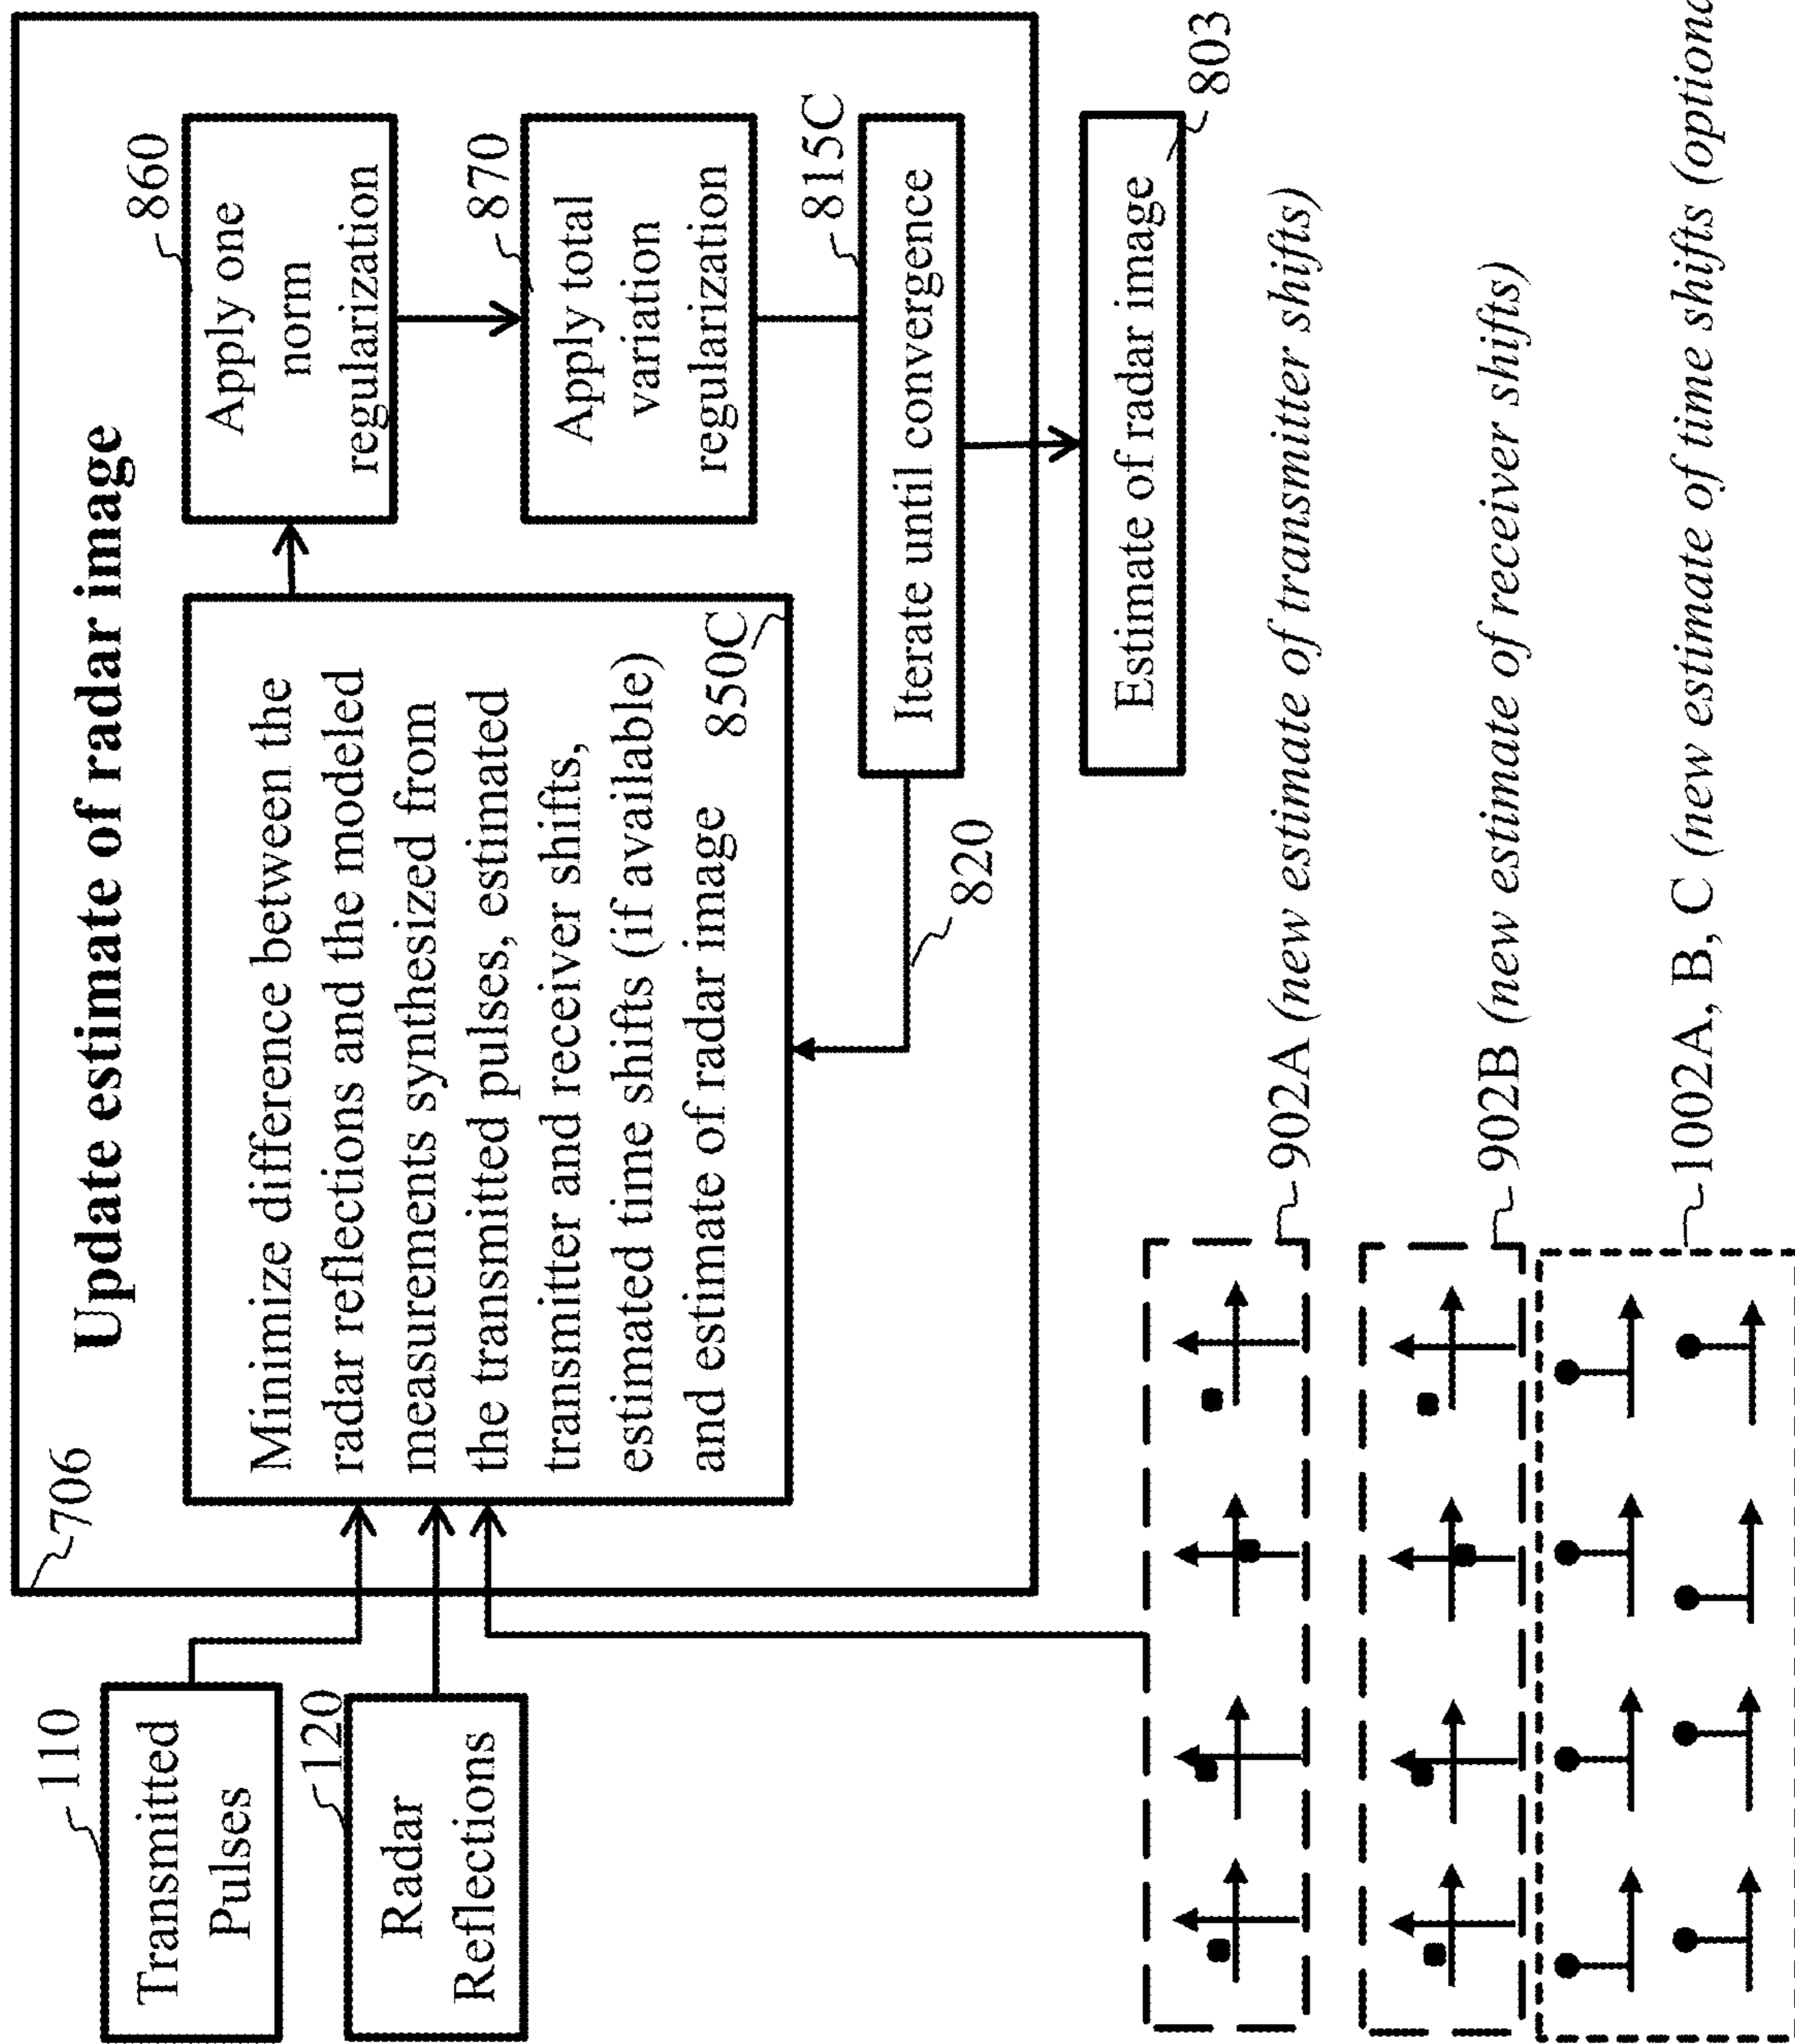 706
Update estimate of radar image
110
Transmitted
Pulses
120
Radar
Reflections
Minimize difference between the
radar reflections and the modeled
measurements synthesized from
the transmitted pulses, estimated
transmitter and receiver shifts,
estimated time shifts (if available)
and estimate of radar image
850C
860
Apply one
norm
regularization
870
Apply total
variation
regularization
815C
Iterate until convergence
820
Estimate of radar image
803
902A (new estimate of transmitter shifts)
902B (new estimate of receiver shifts)
1002A, B, C (new estimate of time shifts